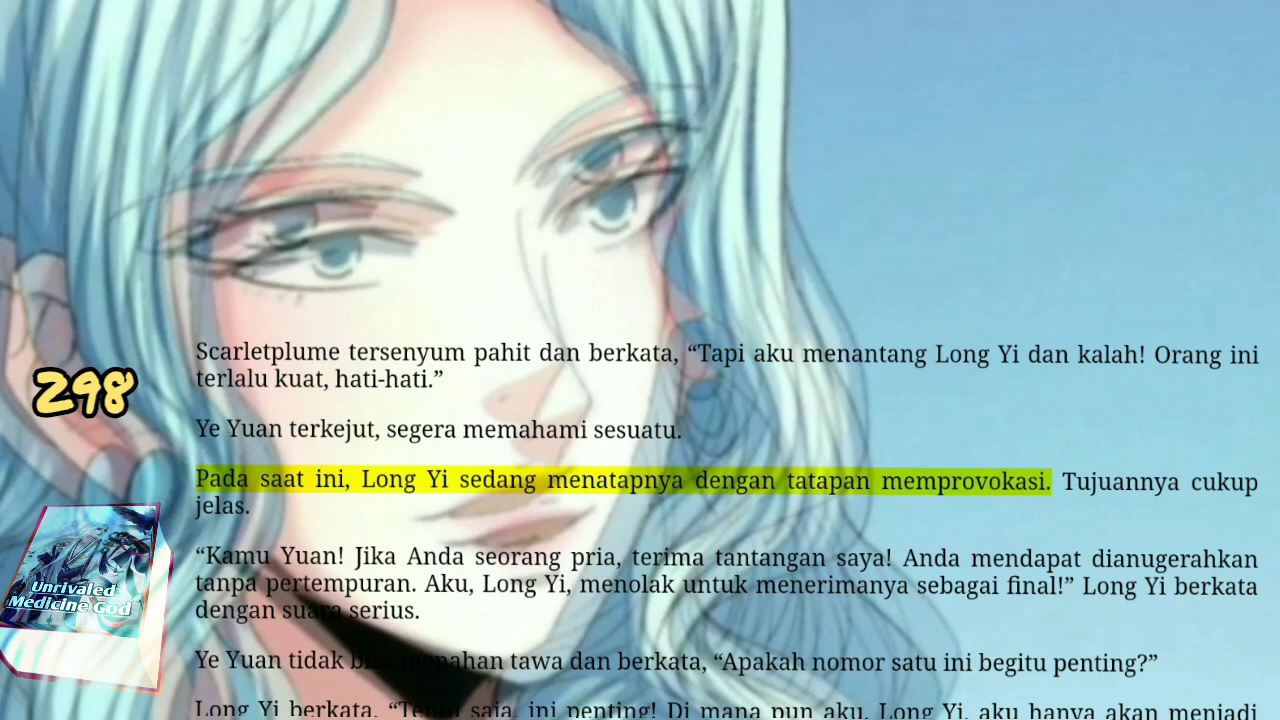 Scarletplume tersenyum pahit dan berkata, “Tapi aku menantang Long Yi dan kalah! Orang ini
terlalu kuat, hati-hati.”
298
Ye Yuan terkejut, segera memahami sesuatu.
Pada saat ini, Long Yi sedang menatapnya dengan tatapan memprovokasi. Tujuannya cukup
jelas.
“Kamu Yuan! Jika Anda seorang pria, terima tantangan saya! Anda mendapat dianugerahkan
tanpa pertempuran. Aku, Long Yi, menolak untuk menerimanya sebagai final!” Long Yi berkata
dengan suara serius.
Unrivaled
Medicine God
Ye Yuan tidak bisa menahan tawa dan berkata, “Apakah nomor satu ini begitu penting?”
Long Yi berkata, “Tentu saja, ini penting! Di mana pun aku, Long Yi, aku hanya akan menjadi